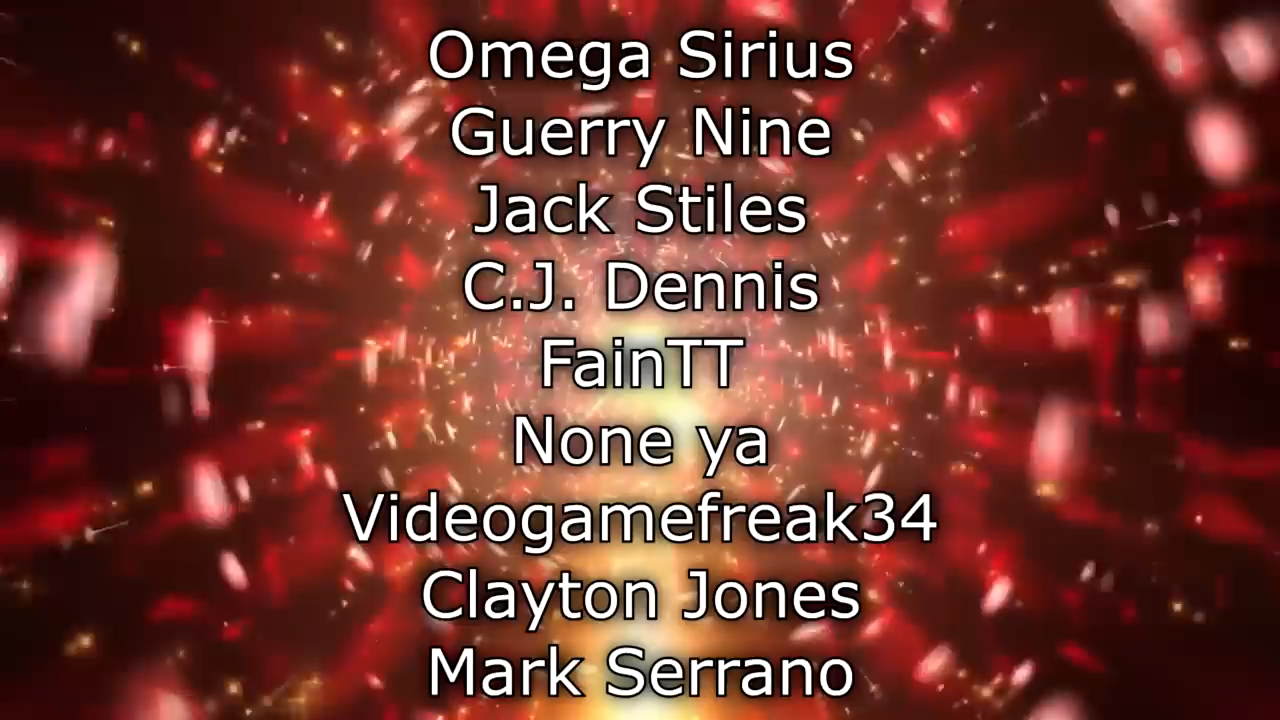 Omega Sirius
Guerry Nine
Jack Stiles
C.J. Dennis
FainTT
None ya
Videogamefreak34
Clayton Jones
Mark Serrano